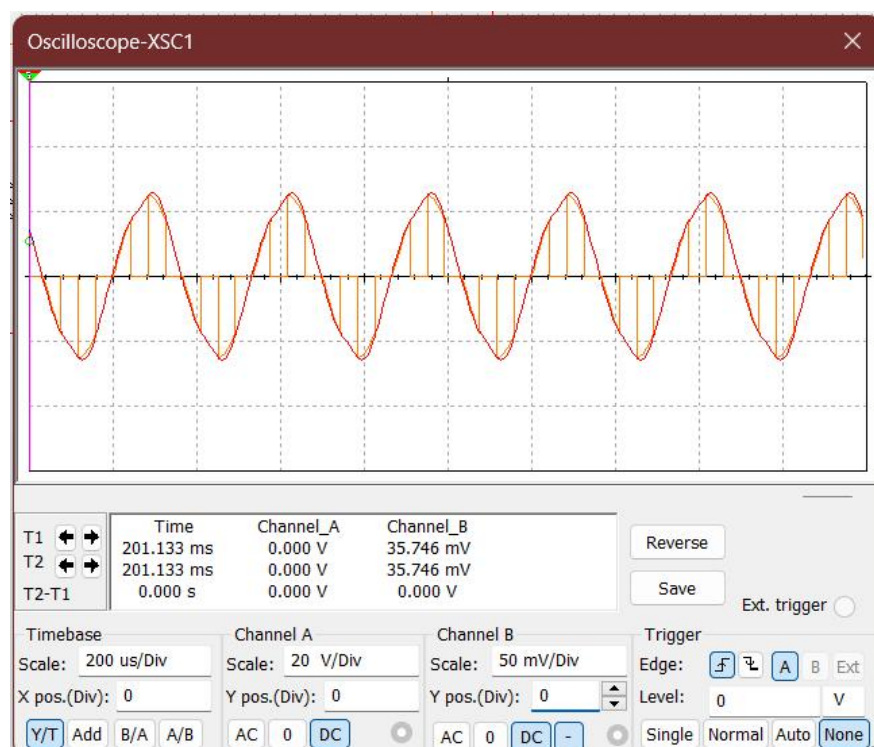 Oscilloscope-XSC1
Time Channel_A Channel_B
T1 201.133 ms 0.000 V 35.746 mV
T2 201.133 ms 0.000 V 35.746 mV
T2-T1 0.000 s 0.000 V 0.000 V
Reverse
Save
Ext. trigger
Timebase Channel A Channel B Trigger
Scale: 200 us/Div Scale: 20 V/Div Scale: 50 mV/Div Edge: A B Ext
X pos.(Div): 0 Y pos.(Div): 0 Y pos.(Div): 0 Level: 0 V
Y/T Add B/A A/B AC 0 DC AC 0 DC - Single Normal Auto None